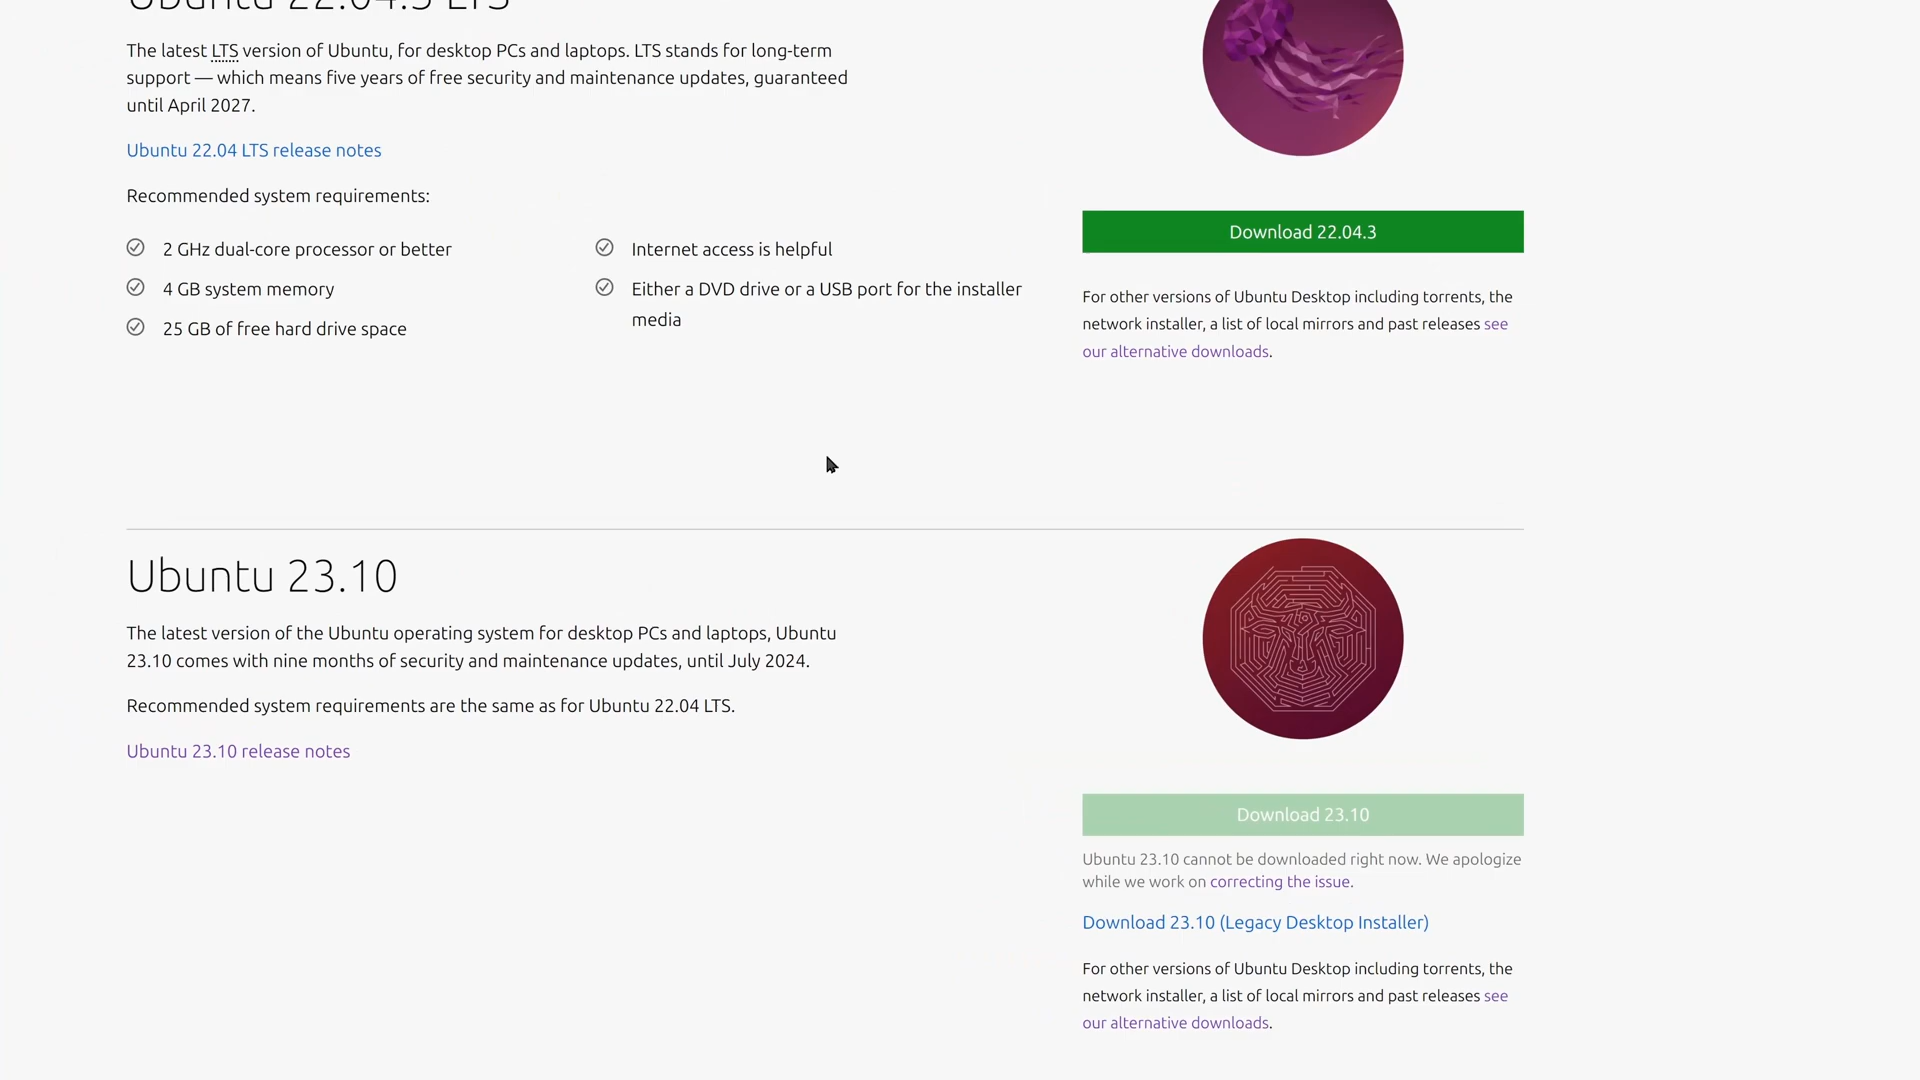 Ubuntu 22.04.3 LTS
The latest LTS version of Ubuntu, for desktop PCs and laptops. LTS stands for long-term
support — which means five years of free security and maintenance updates, guaranteed
until April 2027.
Ubuntu 22.04 LTS release notes
Recommended system requirements:
2 GHz dual-core processor or better
4 GB system memory
25 GB of free hard drive space
Internet access is helpful
Either a DVD drive or a USB port for the installer
media
Download 22.04.3
For other versions of Ubuntu Desktop including torrents, the
network installer, a list of local mirrors and past releases see
our alternative downloads.
Ubuntu 23.10
The latest version of the Ubuntu operating system for desktop PCs and laptops, Ubuntu
23.10 comes with nine months of security and maintenance updates, until July 2024.
Recommended system requirements are the same as for Ubuntu 22.04 LTS.
Ubuntu 23.10 release notes
Download 23.10
Ubuntu 23.10 cannot be downloaded right now. We apologize
while we work on correcting the issue.
Download 23.10 (Legacy Desktop Installer)
For other versions of Ubuntu Desktop including torrents, the
network installer, a list of local mirrors and past releases see
our alternative downloads.